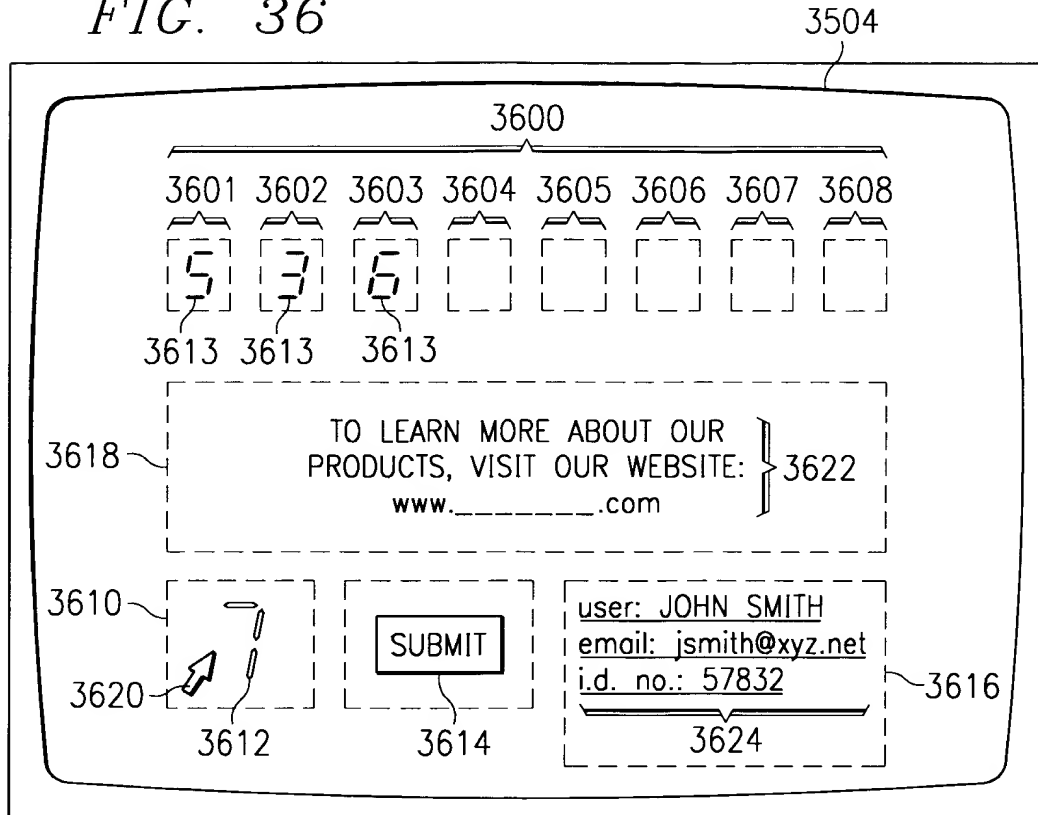 FIG. 36
3504
3600
3601 3602 3603 3604 3605 3606 3607 3608
5 3 6
3613 3613 3613
TO LEARN MORE ABOUT OUR
PRODUCTS, VISIT OUR WEBSITE:
www._______.com
3618
3622
3610
7
3620
3612
SUBMIT
3614
user: JOHN SMITH
email: jsmith@xyz.net
i.d. no.: 57832
3616
3624